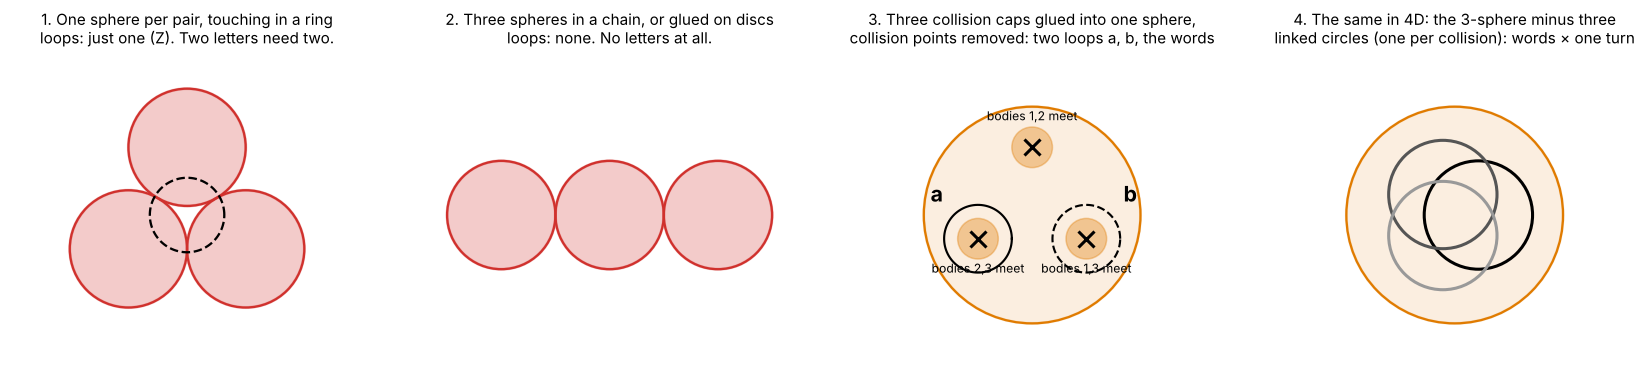 1. One sphere per pair, touching in a ring
loops: just one (Z). Two letters need two.
2. Three spheres in a chain, or glued on discs
loops: none. No letters at all.
3. Three collision caps glued into one sphere,
collision points removed: two loops a, b, the words
bodies 1,2 meet
a
b
bodies 2,3 meet
bodies 1,3 meet
4. The same in 4D: the 3-sphere minus three
linked circles (one per collision): words × one turn